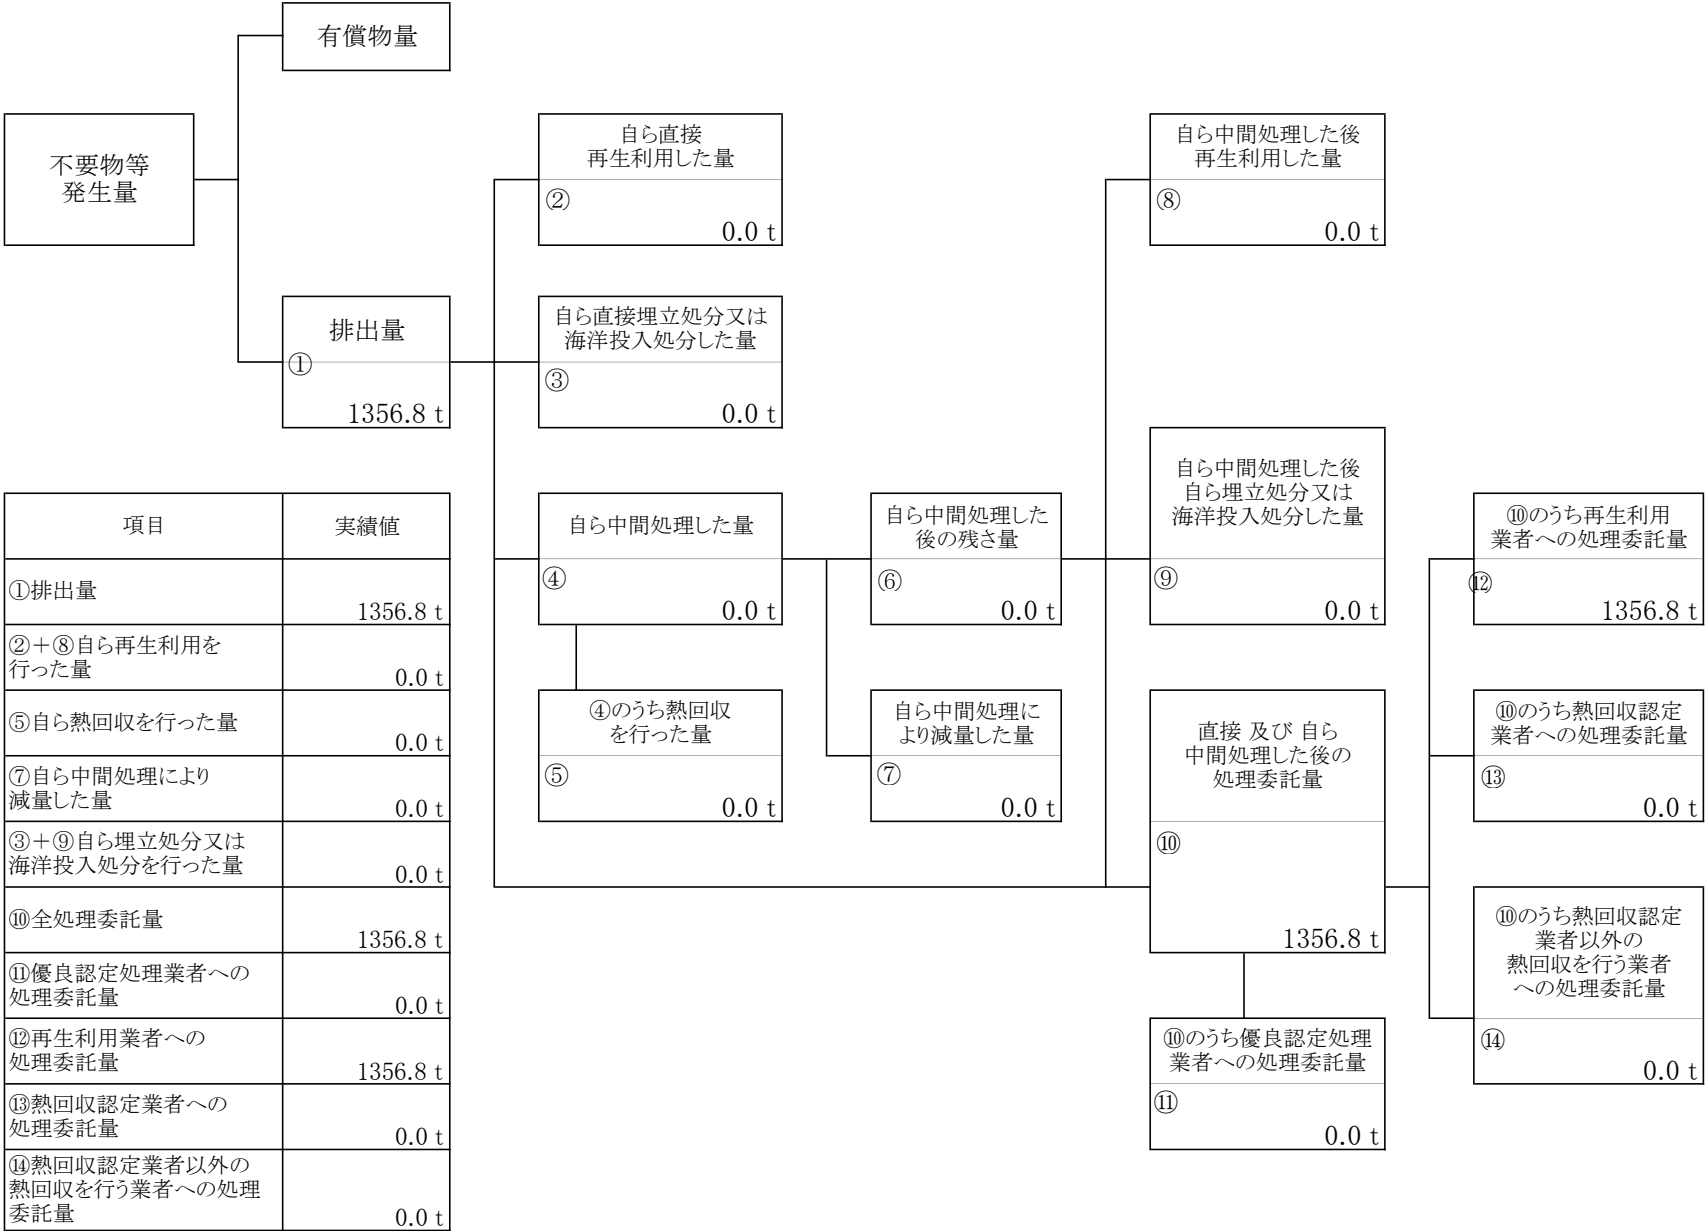 有償物量
不要物等
発生量
排出量
①
1356.8 t
自ら直接
再生利用した量
②
0.0 t
自ら直接埋立処分又は
海洋投入処分した量
③
0.0 t
自ら中間処理した量
④
0.0 t
④のうち熱回収
を行った量
⑤
0.0 t
自ら中間処理した
後の残さ量
⑥
0.0 t
自ら中間処理に
より減量した量
⑦
0.0 t
自ら中間処理した後
再生利用した量
⑧
0.0 t
自ら中間処理した後
自ら埋立処分又は
海洋投入処分した量
⑨
0.0 t
直接 及び 自ら
中間処理した後の
処理委託量
⑩
1356.8 t
⑩のうち優良認定処理
業者への処理委託量
⑪
0.0 t
⑩のうち再生利用
業者への処理委託量
⑫
1356.8 t
⑩のうち熱回収認定
業者への処理委託量
⑬
0.0 t
⑩のうち熱回収認定
業者以外の
熱回収を行う業者
への処理委託量
⑭
0.0 t
項目 実績値
①排出量
1356.8 t
②＋⑧自ら再生利用を
行った量
0.0 t
⑤自ら熱回収を行った量
0.0 t
⑦自ら中間処理により
減量した量
0.0 t
③＋⑨自ら埋立処分又は
海洋投入処分を行った量
0.0 t
⑩全処理委託量
1356.8 t
⑪優良認定処理業者への
処理委託量
0.0 t
⑫再生利用業者への
処理委託量
1356.8 t
⑬熱回収認定業者への
処理委託量
0.0 t
⑭熱回収認定業者以外の
熱回収を行う業者への処理
委託量
0.0 t